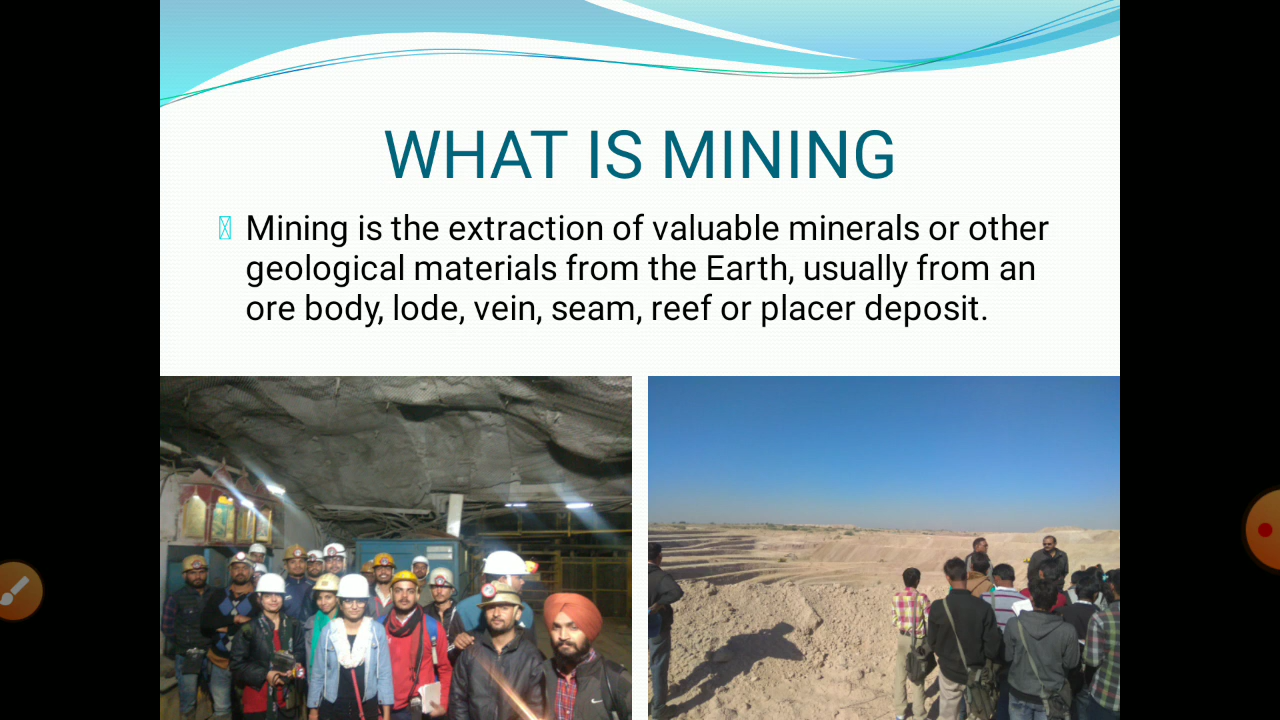 WHAT IS MINING
Mining is the extraction of valuable minerals or other
geological materials from the Earth, usually from an
ore body, lode, vein, seam, reef or placer deposit.